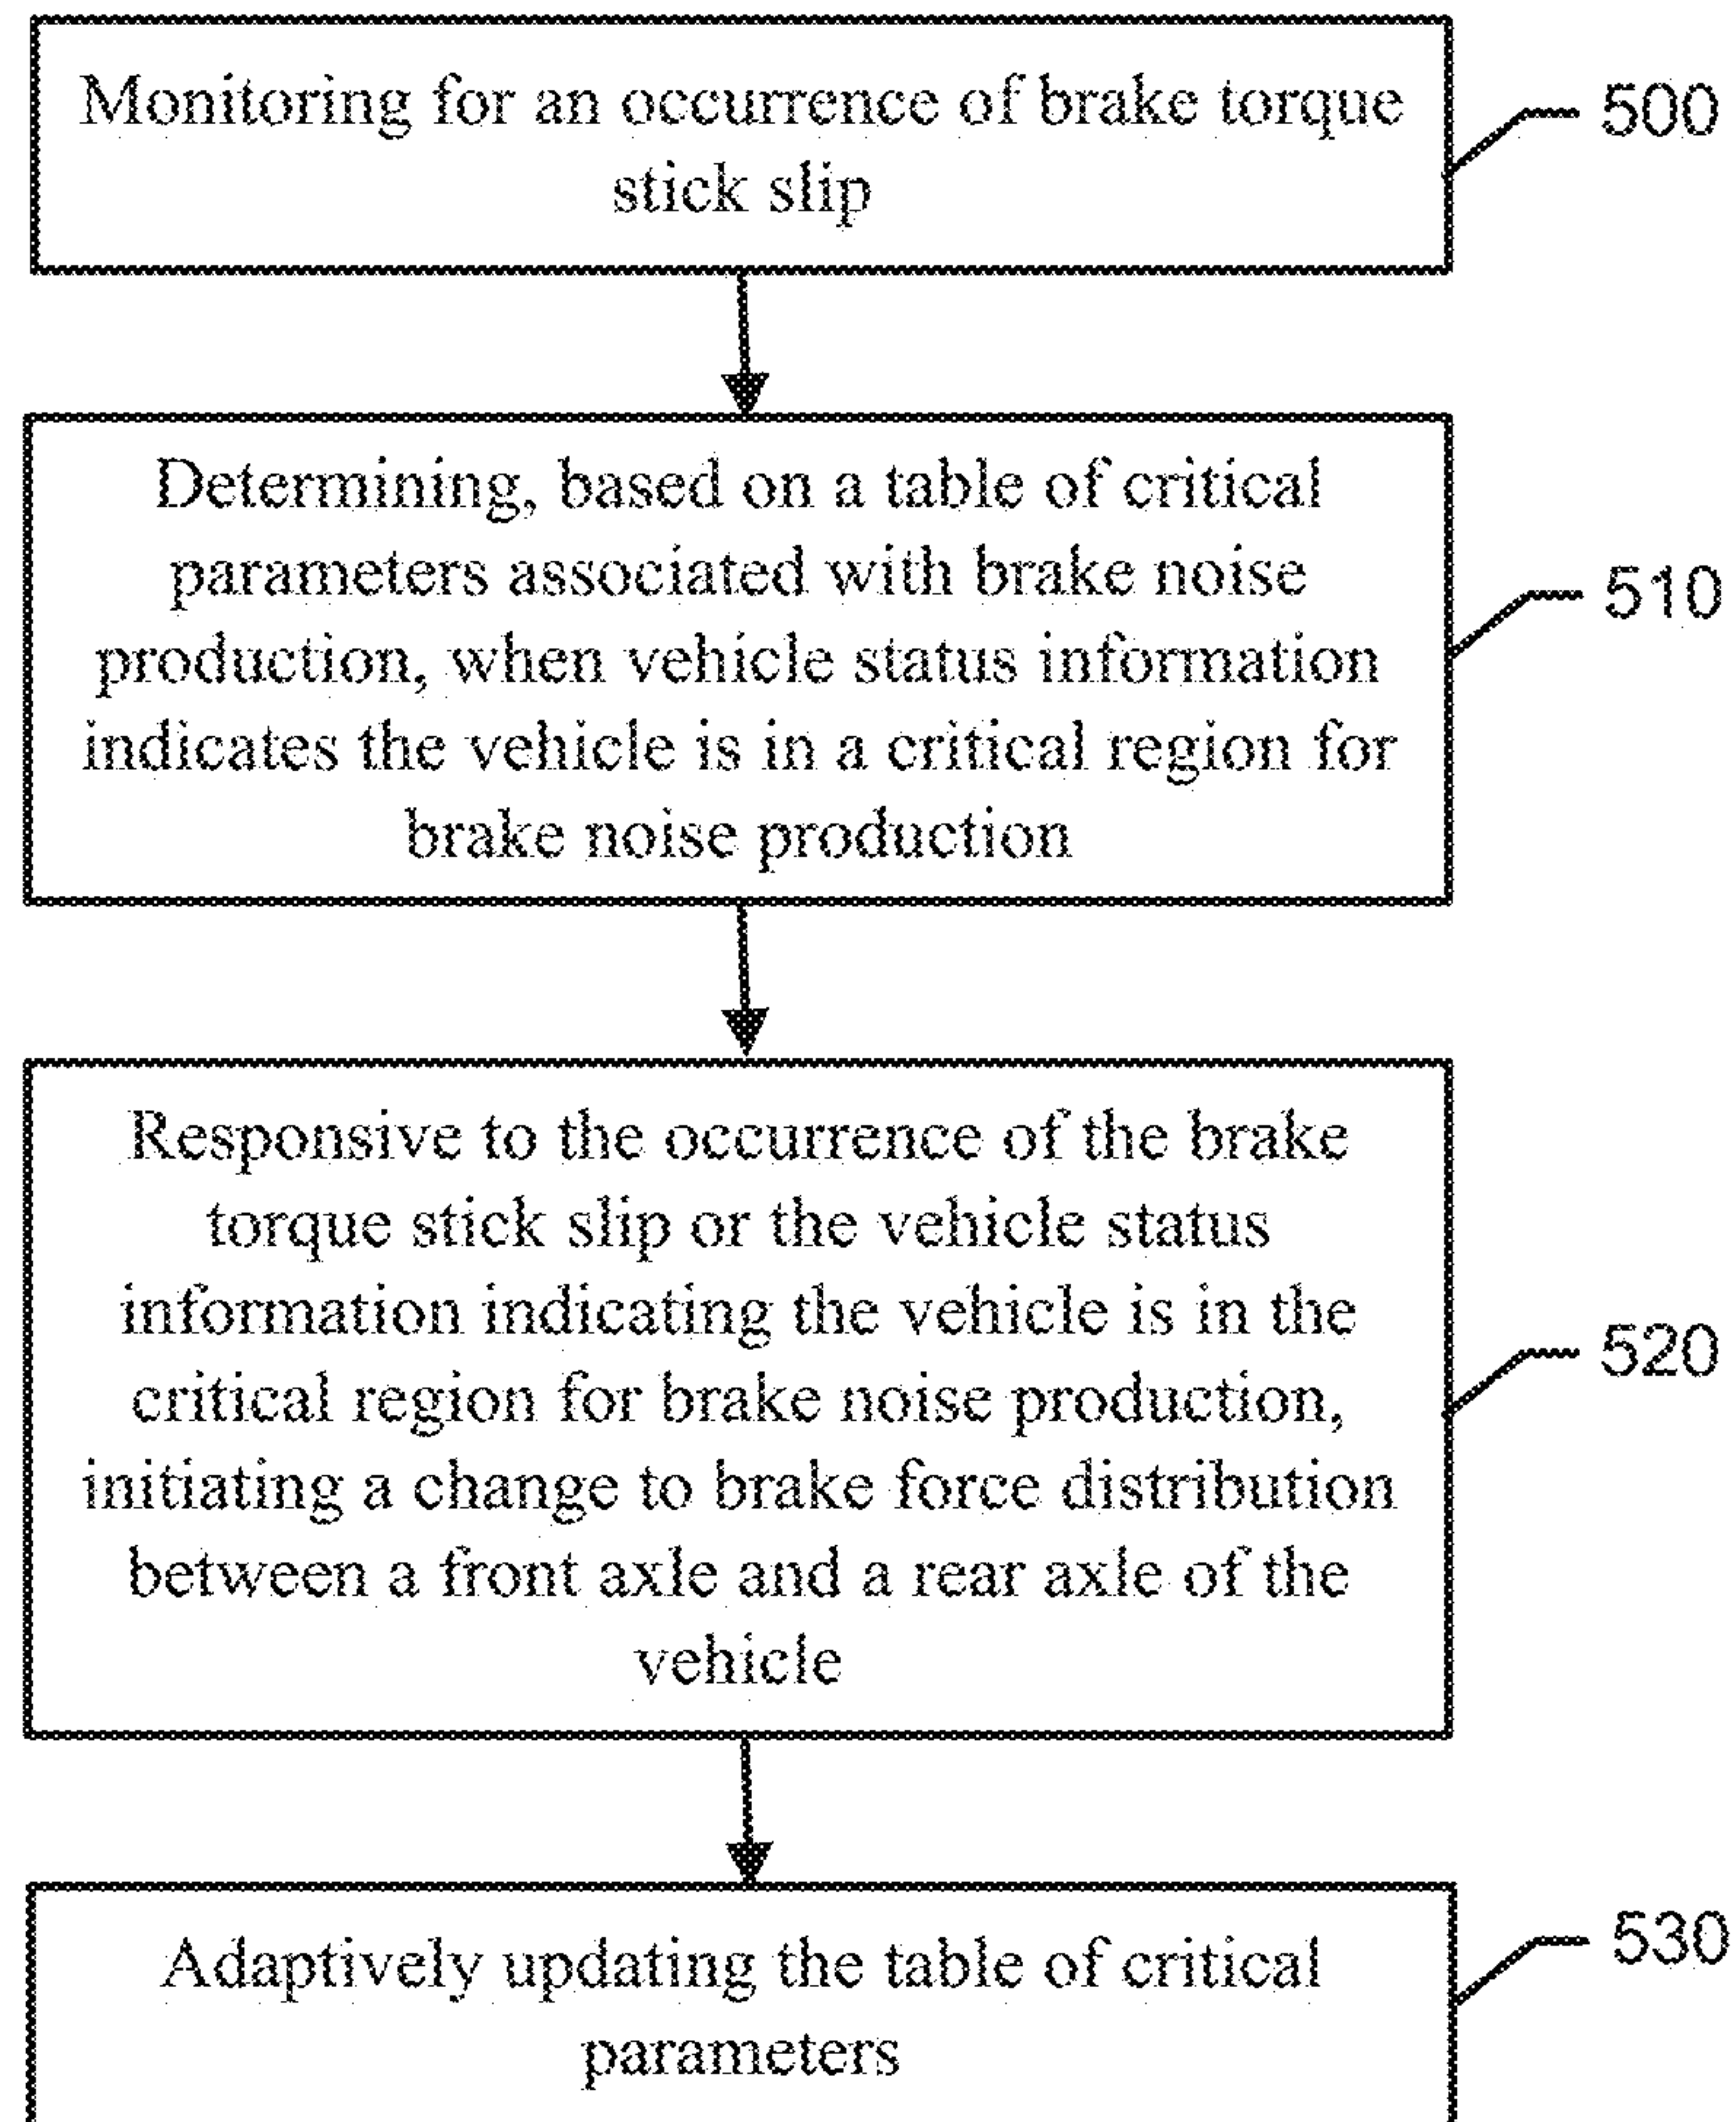 Monitoring for an occurrence of brake torque
stick slip
500
Determining, based on a table of critical
parameters associated with brake noise
production, when vehicle status information
indicates the vehicle is in a critical region for
brake noise production
510
Responsive to the occurrence of the brake
torque stick slip or the vehicle status
information indicating the vehicle is in the
critical region for brake noise production,
initiating a change to brake force distribution
between a front axle and a rear axle of the
vehicle
520
Adaptively updating the table of critical
parameters
530